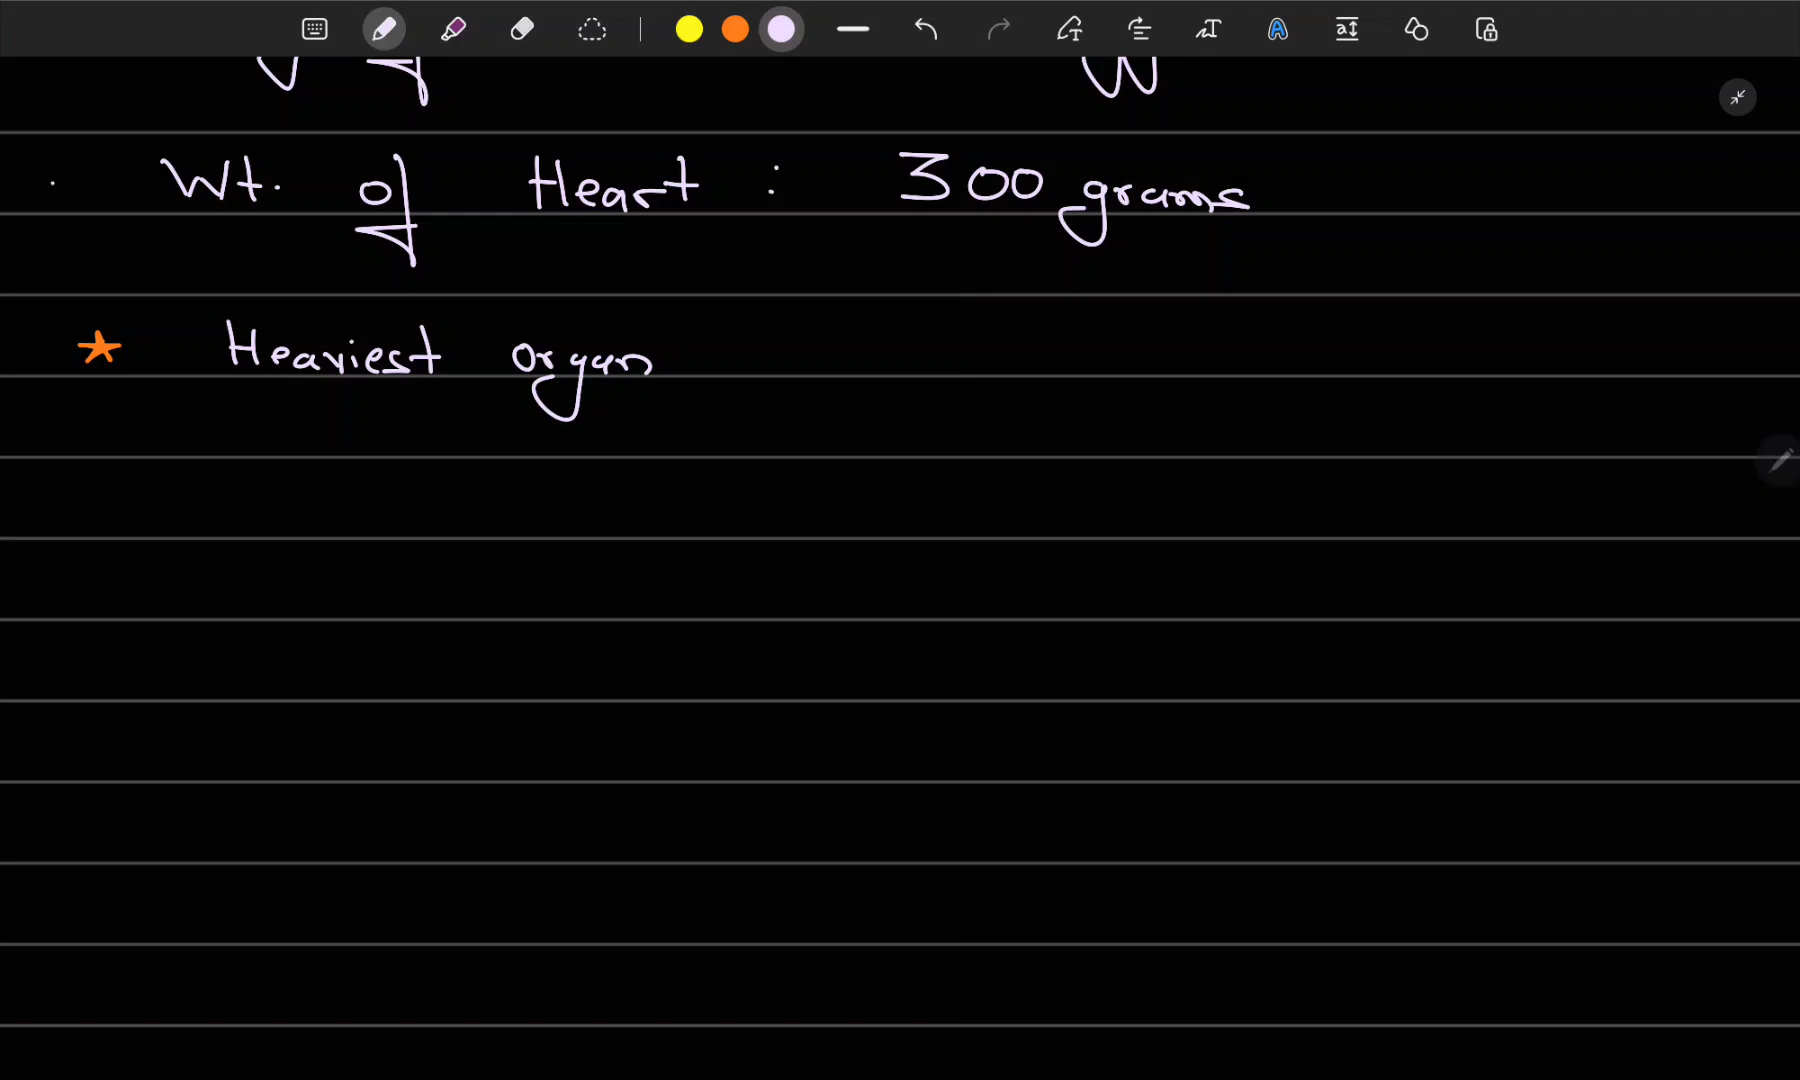 . Wt. of Heart : 300 grams
★ Heaviest organ